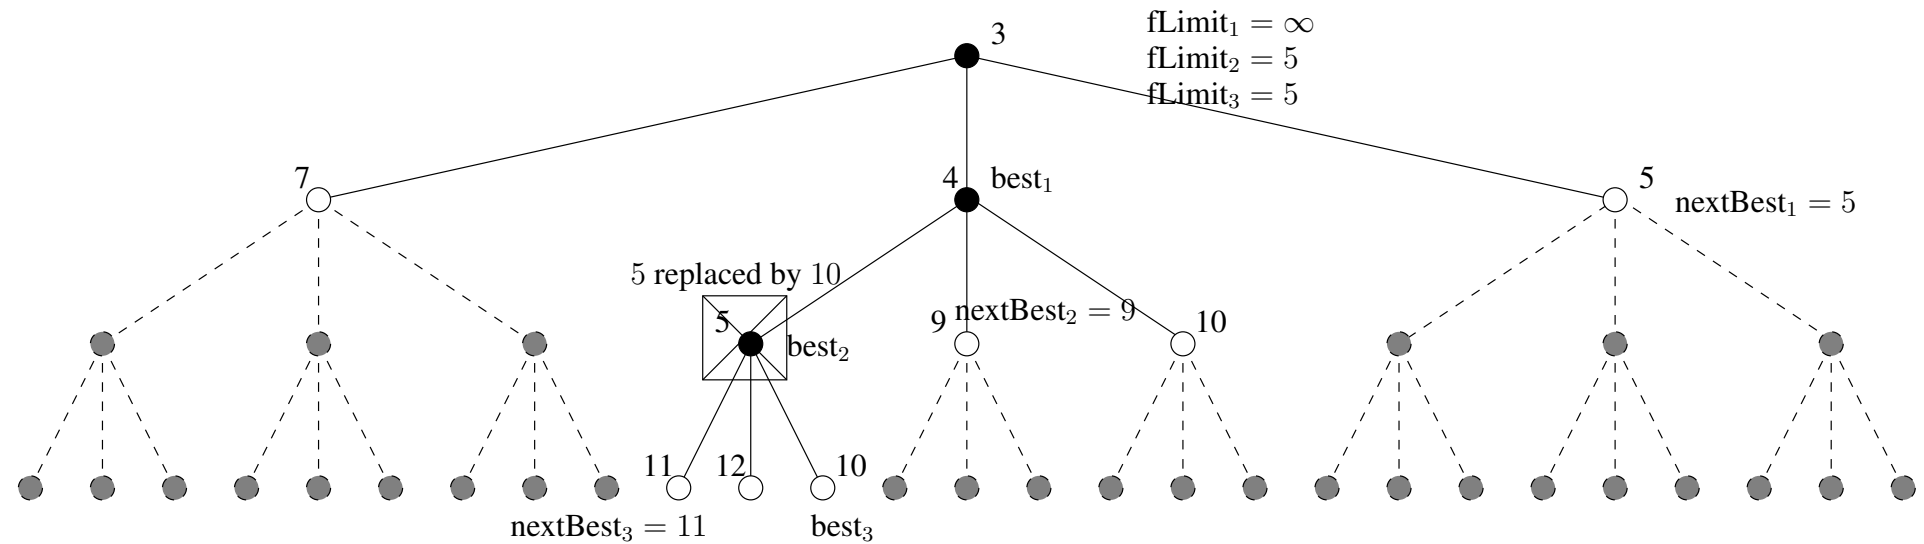 3
fLimit₁ = ∞
fLimit₂ = 5
fLimit₃ = 5
7
4
best₁
5
nextBest₁ = 5
5 replaced by 10
5
best₂
9
nextBest₂ = 9
10
11
12
10
nextBest₃ = 11
best₃